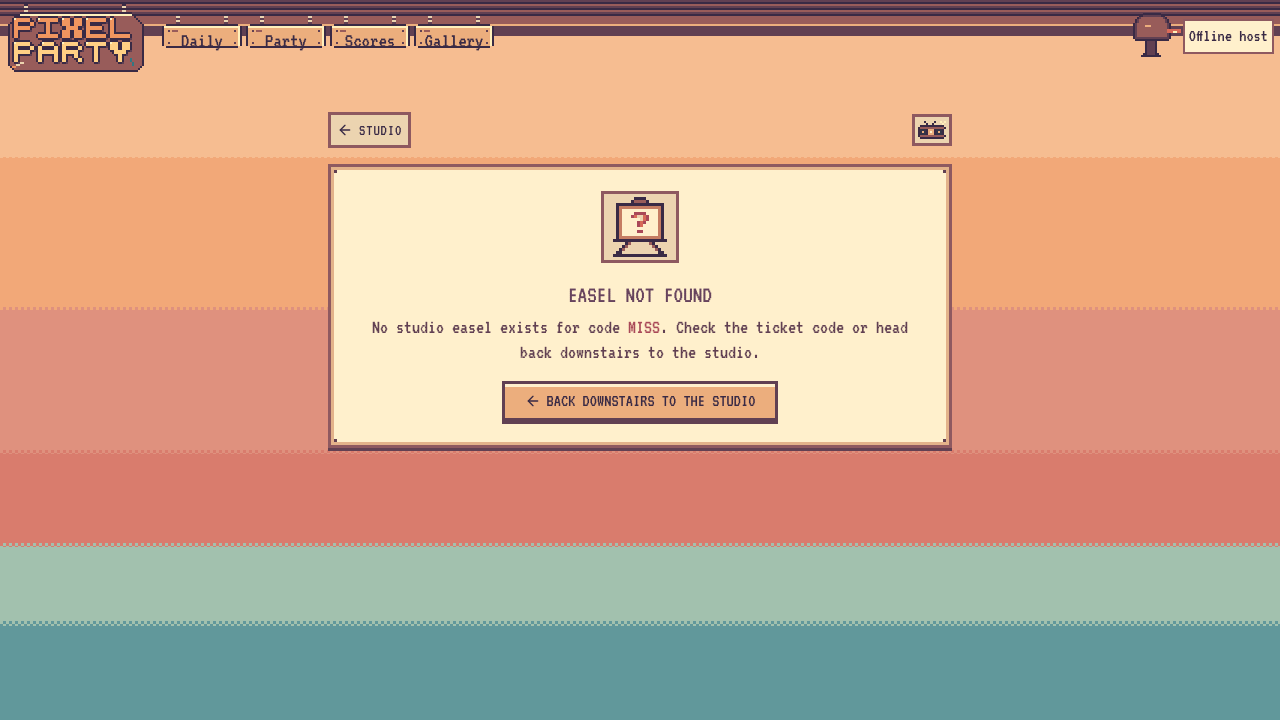 PIXEL
PARTY
Daily
Party
Scores
Gallery
Offline host
← STUDIO
?
EASEL NOT FOUND
No studio easel exists for code MISS. Check the ticket code or head
back downstairs to the studio.
← BACK DOWNSTAIRS TO THE STUDIO